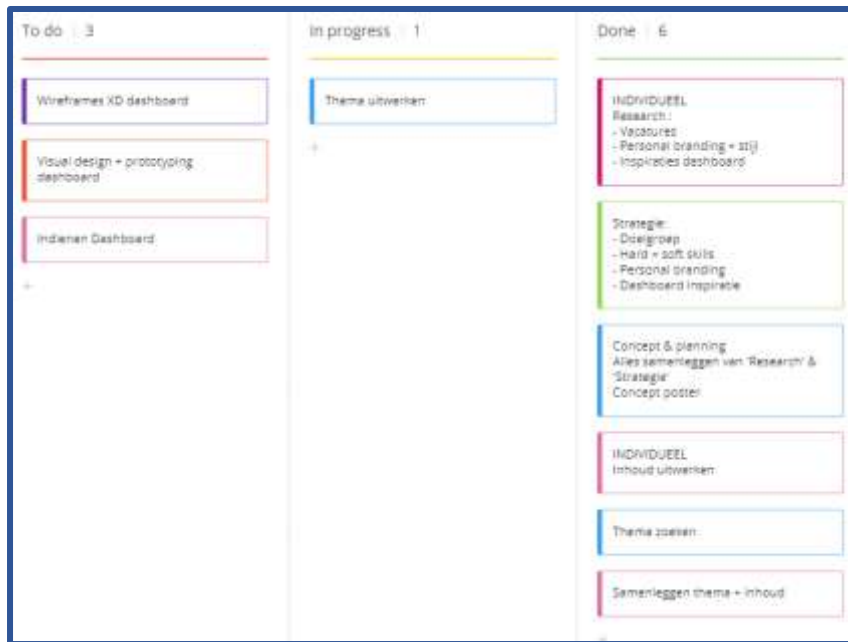 To do 3
Wireframes XD dashboard
Visual design + prototyping
dashboard
Indienen Dashboard
+
In progress 1
Thema uitwerken
+
Done 6
INDIVIDUEEL
Research :
- Vacatures
- Personal branding + stijl
- Inspiraties dashboard
Strategie:
- Doelgroep
- Hard + soft skills
- Personal branding
- Dashboard inspiratie
Concept & planning
Alles samenleggen van 'Research' &
'Strategie'
Concept poster
INDIVIDUEEL
Inhoud uitwerken
Thema zoeken
Samenleggen thema + inhoud